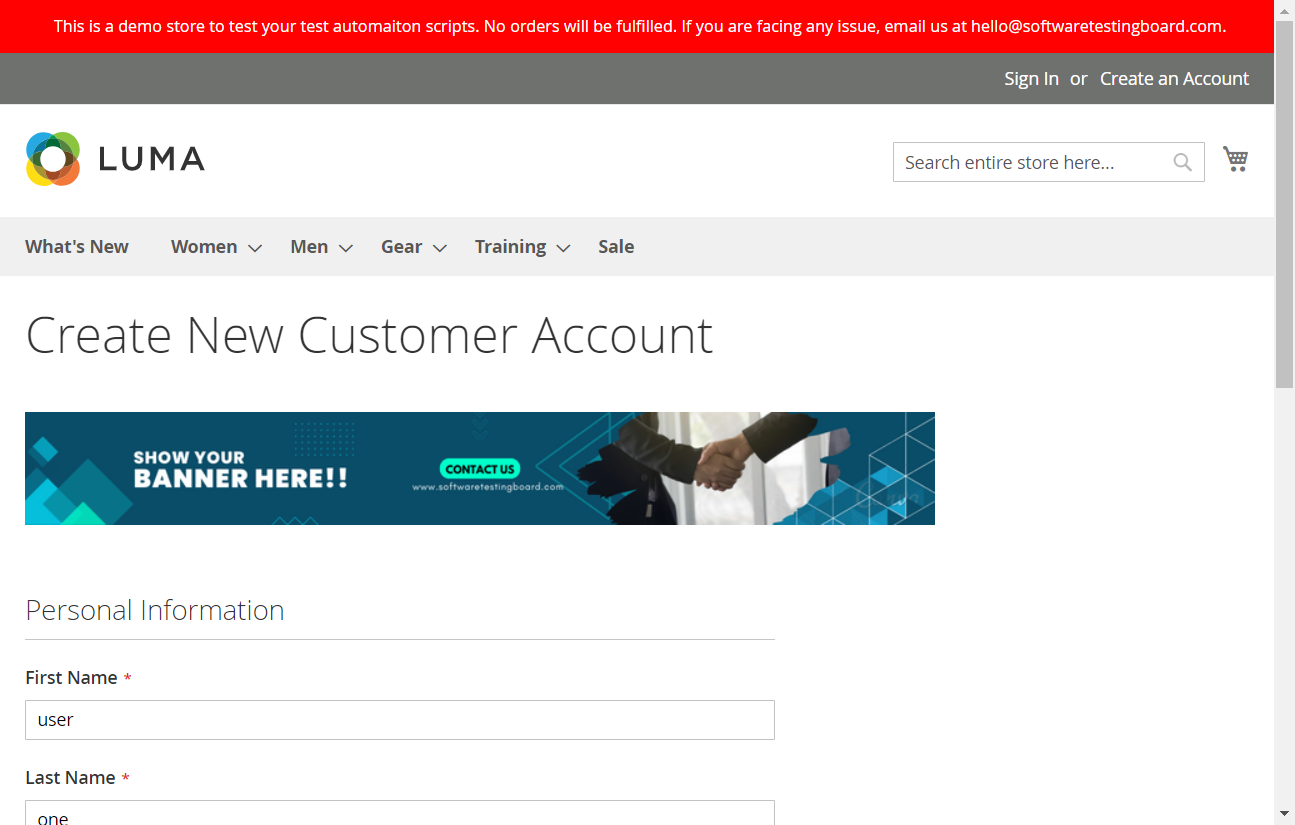 This is a demo store to test your test automaiton scripts. No orders will be fulfilled. If you are facing any issue, email us at hello@softwaretestingboard.com.
Sign In or Create an Account
LUMA
Search entire store here...
What's New Women Men Gear Training Sale
Create New Customer Account
SHOW YOUR
BANNER HERE!!
CONTACT US
www.softwaretestingboard.com
Personal Information
First Name *
user
Last Name *
one